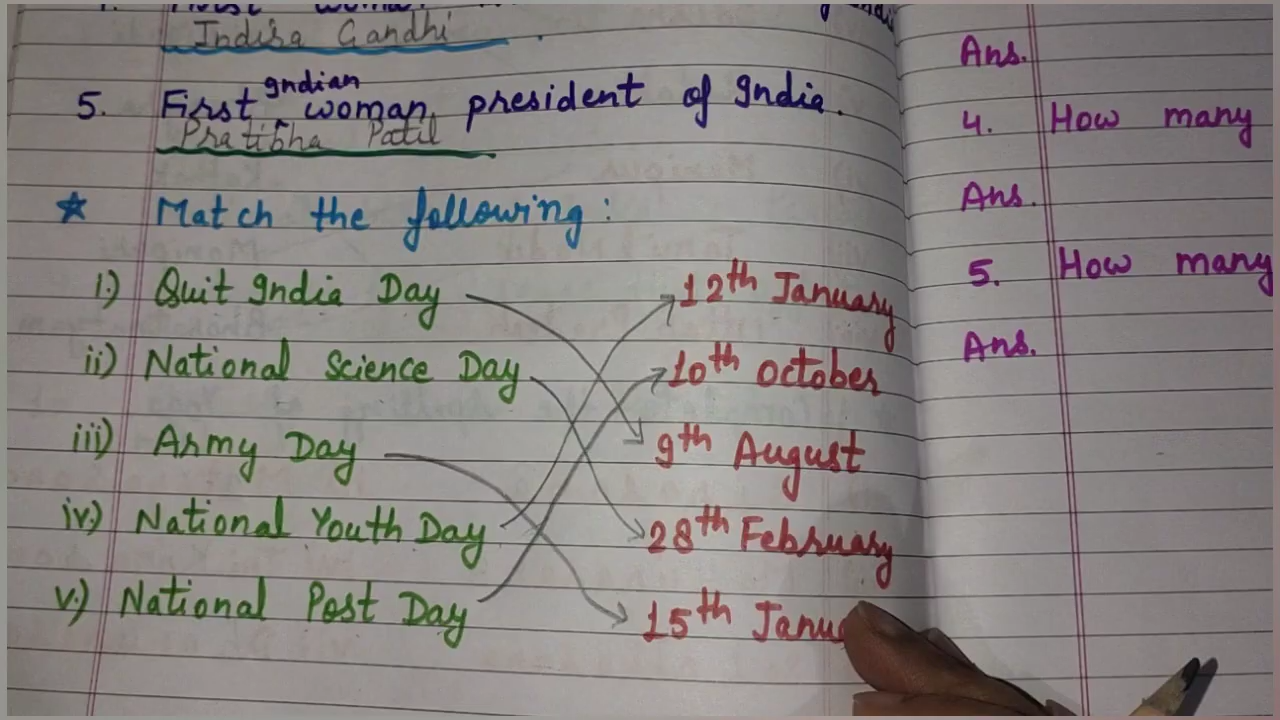 Indira Gandhi
5. First Indian woman president of India.
Pratibha Patil
★ Match the following:
i.) Quit India Day 12th January
ii) National Science Day 10th October
iii) Army Day 9th August
iv.) National Youth Day 28th February
v.) National Post Day 15th
Ans.
4. How many
Ans.
5. How many
Ans.